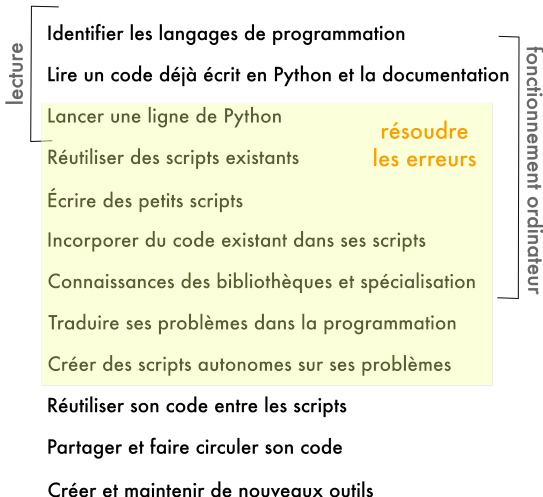 lecture
Identifier les langages de programmation
Lire un code déjà écrit en Python et la documentation
Lancer une ligne de Python
Réutiliser des scripts existants
résoudre
les erreurs
Écrire des petits scripts
Incorporer du code existant dans ses scripts
Connaissances des bibliothèques et spécialisation
Traduire ses problèmes dans la programmation
Créer des scripts autonomes sur ses problèmes
Réutiliser son code entre les scripts
Partager et faire circuler son code
Créer et maintenir de nouveaux outils
fonctionnement ordinateur